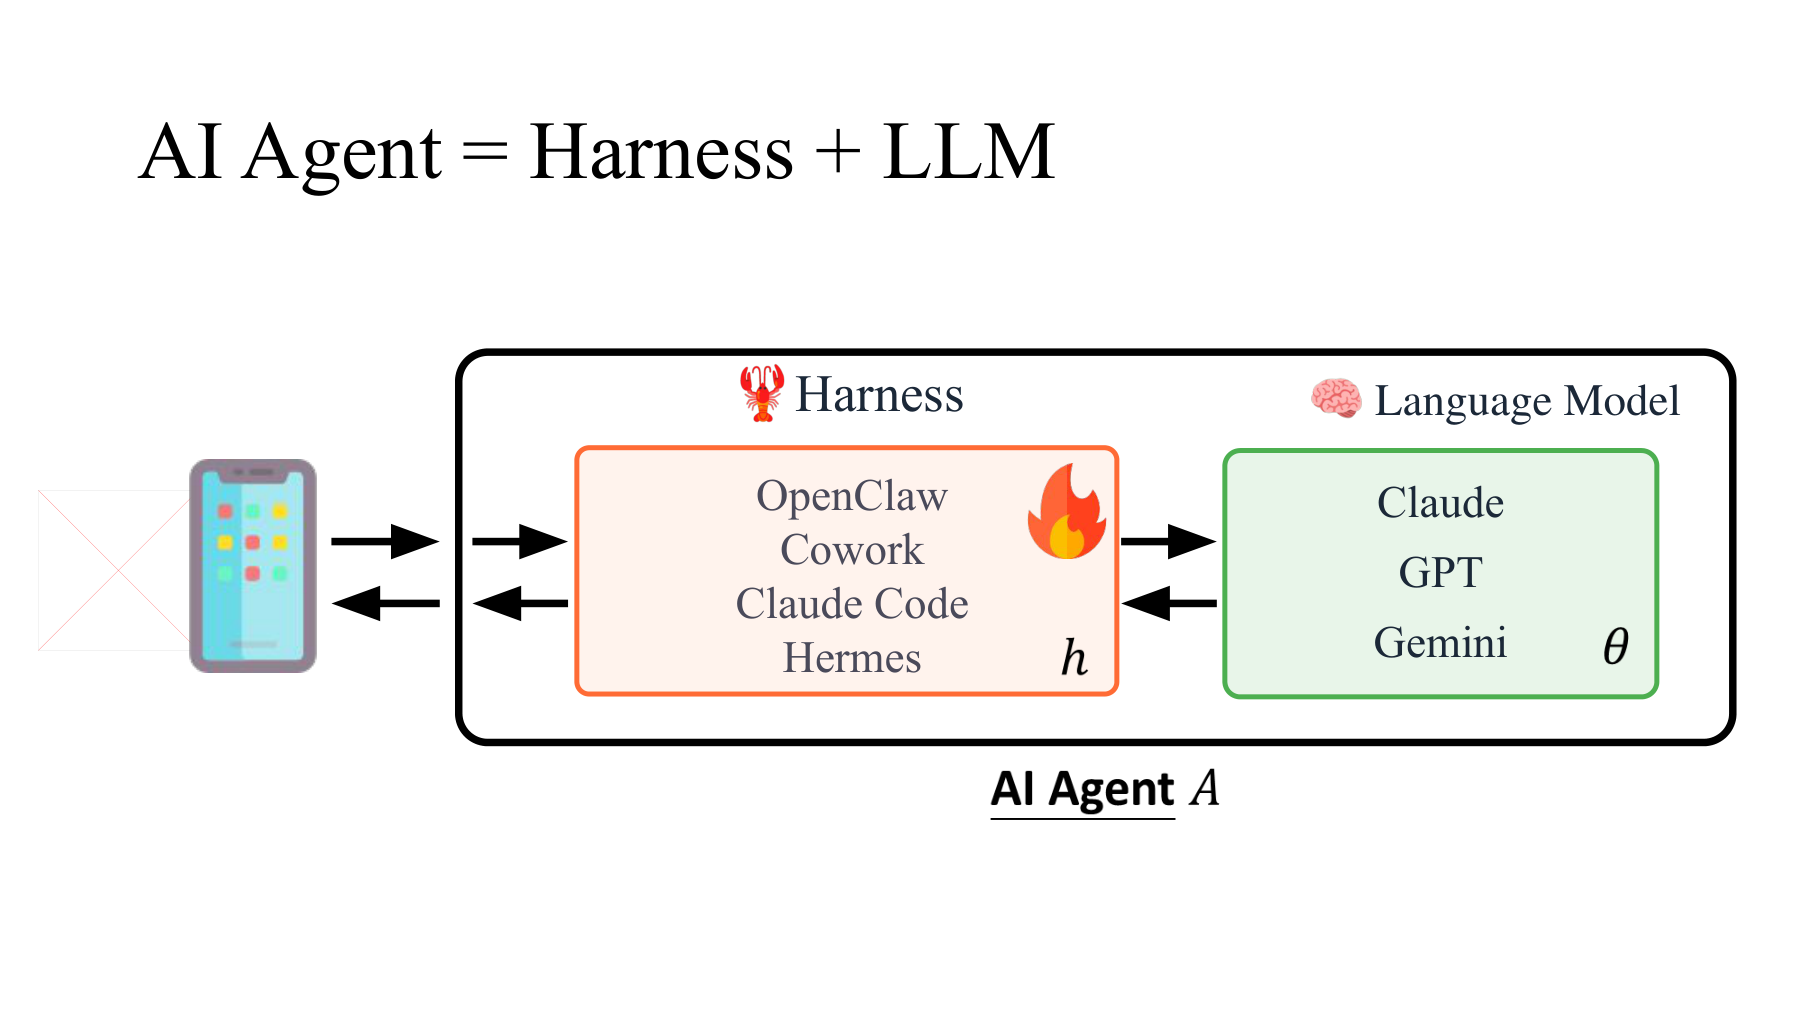 AI Agent = Harness + LLM
🦞 Harness
🧠 Language Model
OpenClaw
Cowork
Claude Code
Hermes
h
Claude
GPT
Gemini
θ
AI Agent A